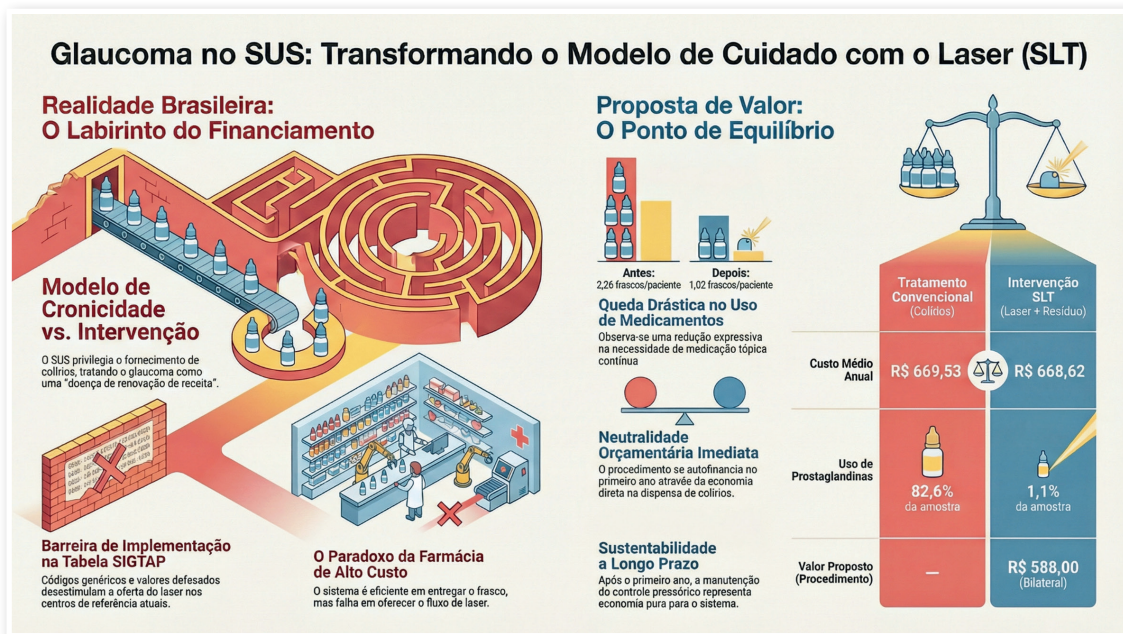 Glaucoma no SUS: Transformando o Modelo de Cuidado com o Laser (SLT)
Realidade Brasileira:
O Labirinto do Financiamento
Modelo de
Cronicidade
vs. Intervenção
O SUS privilegia o fornecimento de
collrios, tratando o glaucoma como
uma "doença de renovação de receita".
Barreira de Implementação
na Tabela SIGTAP
Códigos genéricos e valores defesados
desestimulam a oferta do laser nos
centros de referência atuais.
O Paradoxo da Farmácia
de Alto Custo
O sistema é eficiente em entregar o frasco,
mas falha em oferecer o fluxo de laser.
Proposta de Valor:
O Ponto de Equilíbrio
Antes:
2,26 frascos/paciente
Depois:
1,02 frascos/paciente
Queda Drástica no Uso
de Medicamentos
Observa-se uma redução expressiva
na necessidade de medicação tópica
contínua
Neutralidade
Orçamentária Imediata
O procedimento se autofinancia no
primeiro ano atravée da economia
direta na dispensa de colírios.
Sustentabilidade
a Longo Prazo
Após o primeiro ano, a manutenção
do controle pressórico representa
economia pura para o sistema.
Tratamento
Convencional
(Colírios)
Intervenção
SLT
(Laser + Resíduo)
Custo Médio
Anual
R$ 669,53
R$ 668,62
Uso de
Prostaglandinas
82,6%
da amostra
1,1%
da amostra
Valor Proposto
(Procedimento)
—
R$ 588,00
(Bilateral)